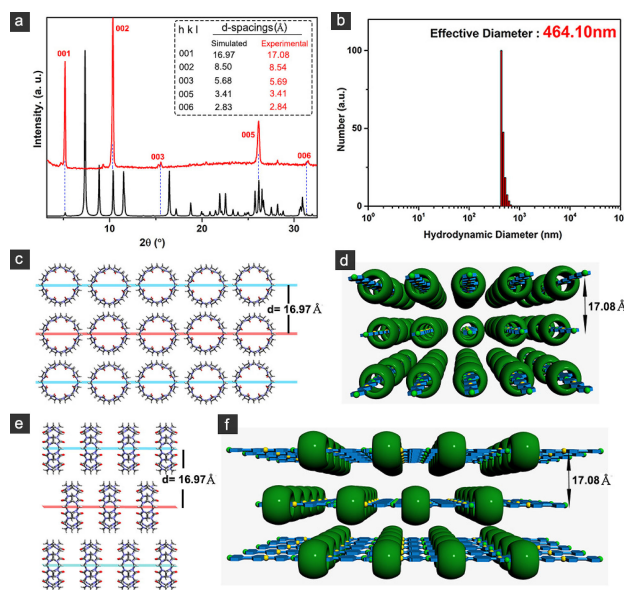 a
001
002
003
005
006
h k l
d-spacings(Å)
Simulated
Experimental
001 16.97 17.08
002 8.50 8.54
003 5.68 5.69
005 3.41 3.41
006 2.83 2.84
Intensity. (a. u.)
10 20 30
2θ (°)
b
Effective Diameter : 464.10nm
100
50
0
Number (a.u.)
10⁰ 10¹ 10² 10³ 10⁴
Hydrodynamic Diameter (nm)
c
d= 16.97 Å
d
17.08 Å
e
d= 16.97 Å
f
17.08 Å